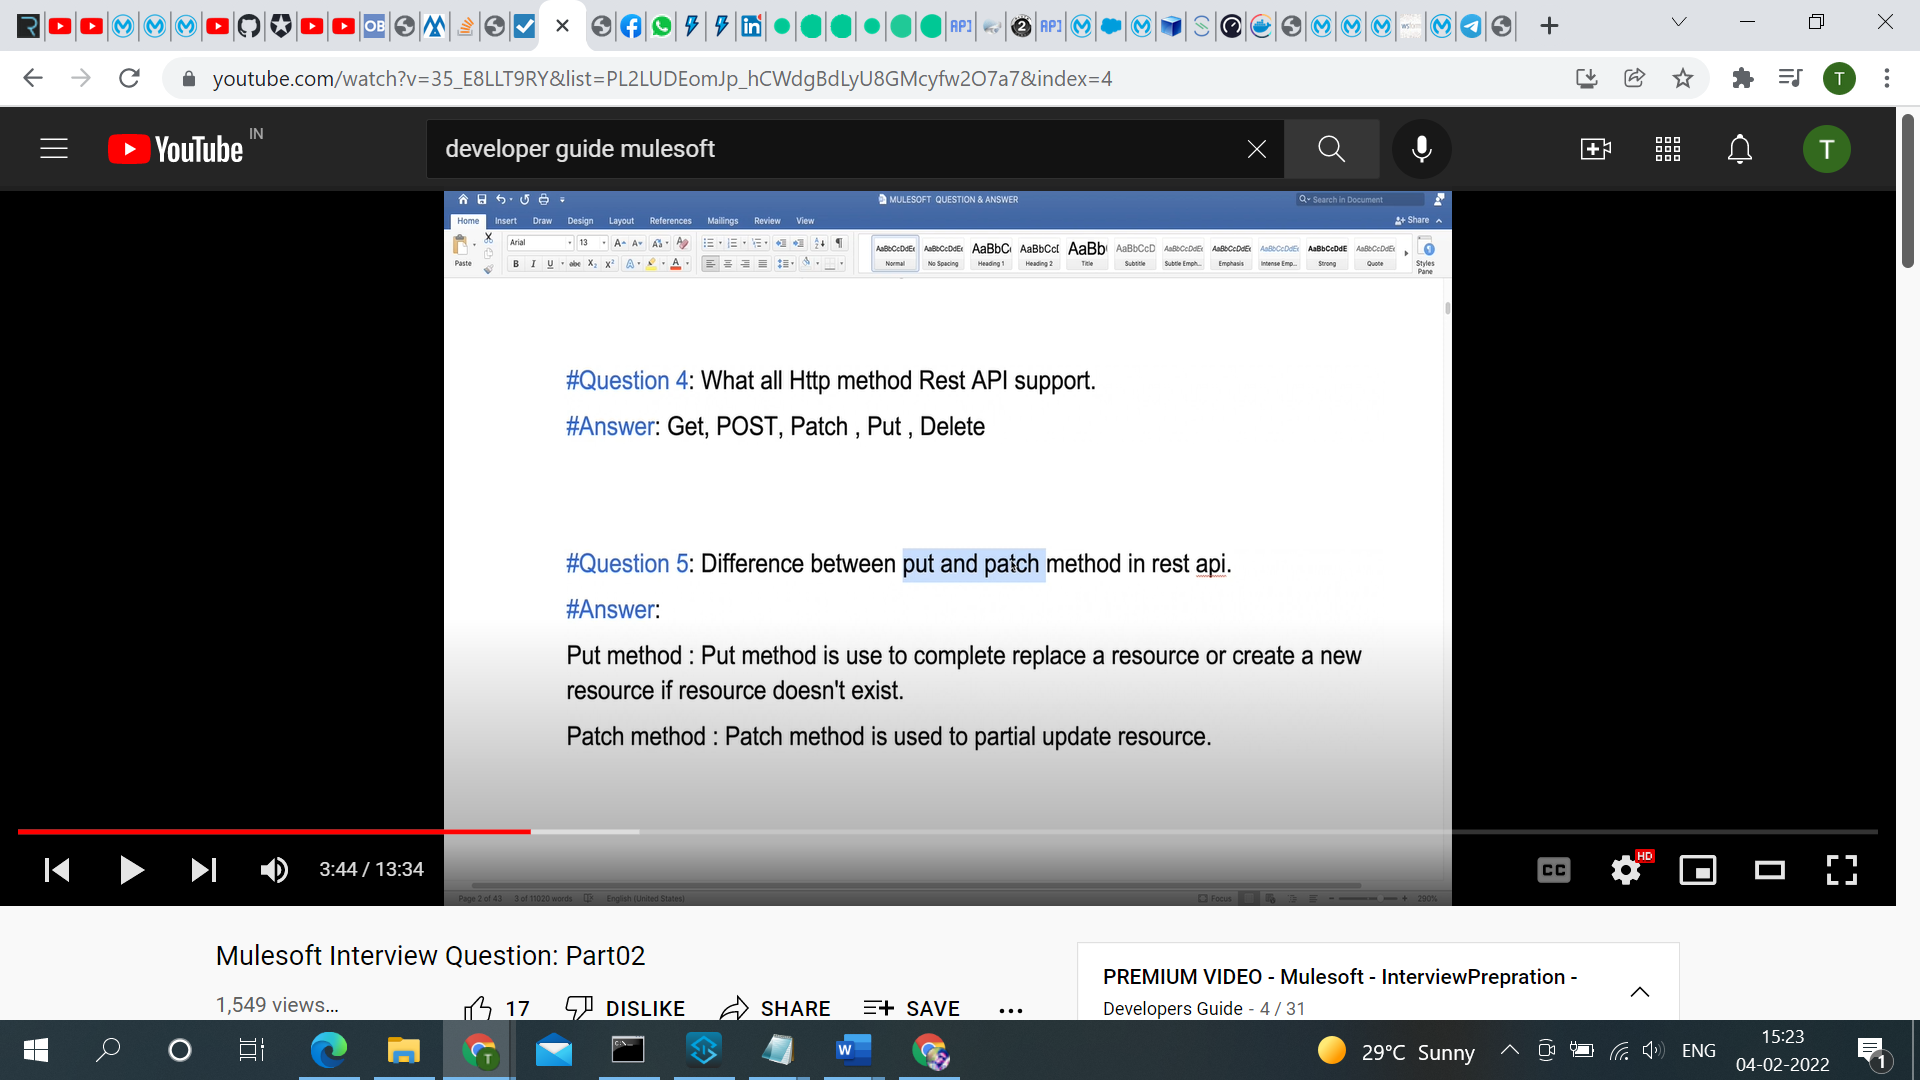 youtube.com/watch?v=35_E8LLT9RY&list=PL2LUDEomJp_hCWdgBdLyU8GMcyfw2O7a7&index=4
T
YouTube IN
developer guide mulesoft
T
MULESOFT QUESTION & ANSWER
Search in Document
Home Insert Draw Design Layout References Mailings Review View
Share
Paste
Arial 13
AaBbCcDdEe AaBbCcDdEe AaBbC AaBbCcD AaBb AaBbCcD AaBbCcDdEe AaBbCcDdEe AaBbCcDdEe AaBbCcDdE AaBbCcDdEe
Normal No Spacing Heading 1 Heading 2 Title Subtitle Subtle Emph... Emphasis Intense Emp... Strong Quote
Styles Pane
#Question 4: What all Http method Rest API support.
#Answer: Get, POST, Patch , Put , Delete
#Question 5: Difference between put and patch method in rest api.
#Answer:
Put method : Put method is use to complete replace a resource or create a new
resource if resource doesn't exist.
Patch method : Patch method is used to partial update resource.
3:44 / 13:34
CC
HD
Page 2 of 43 3 of 11020 words English (United States)
Focus
290%
Mulesoft Interview Question: Part02
1,549 views...
17 DISLIKE SHARE SAVE
PREMIUM VIDEO - Mulesoft - InterviewPrepration -
Developers Guide - 4 / 31
29°C Sunny
ENG
15:23
04-02-2022
1